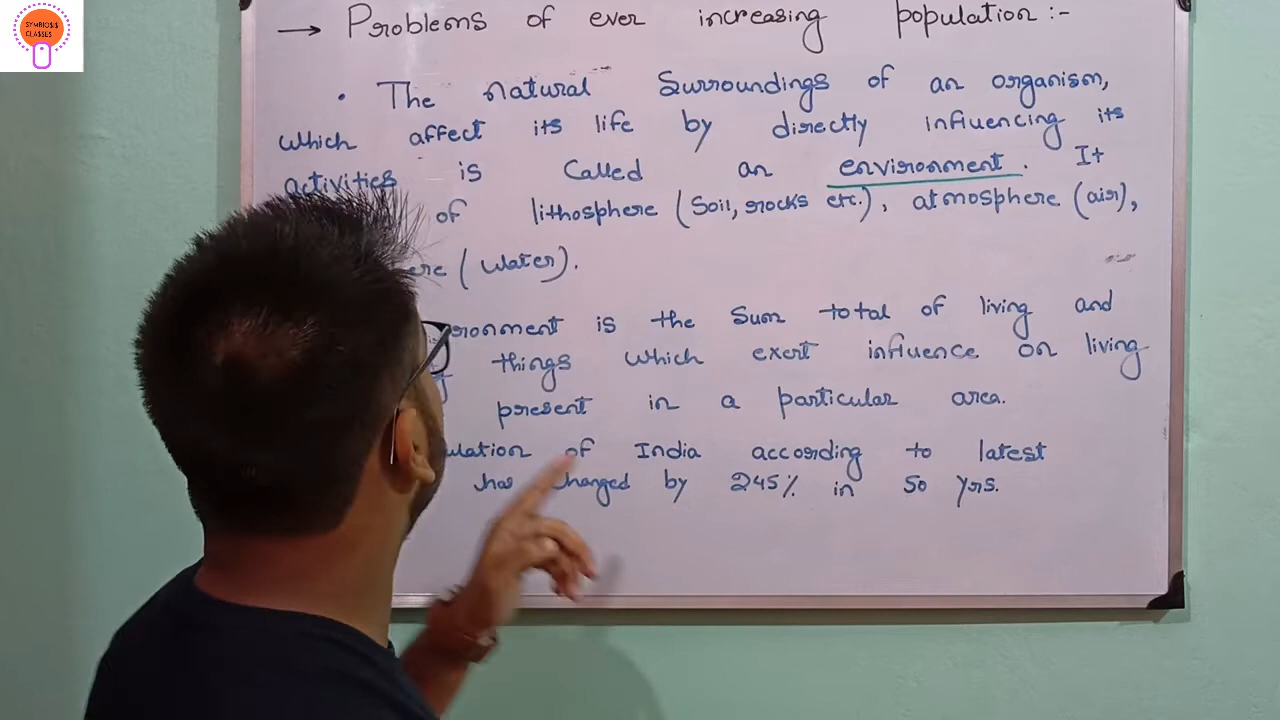 SYMBIOSIS
CLASSES
→ Problems of ever increasing population :-
• The natural surroundings of an organism,
which affect its life by directly influencing its
activities is called an environment. It
of lithosphere (soil, rocks etc.), atmosphere (air),
(water).
is the sum total of living and
things which exert influence on living
present in a particular area.
of India according to latest
has changed by 245% in 50 yrs.